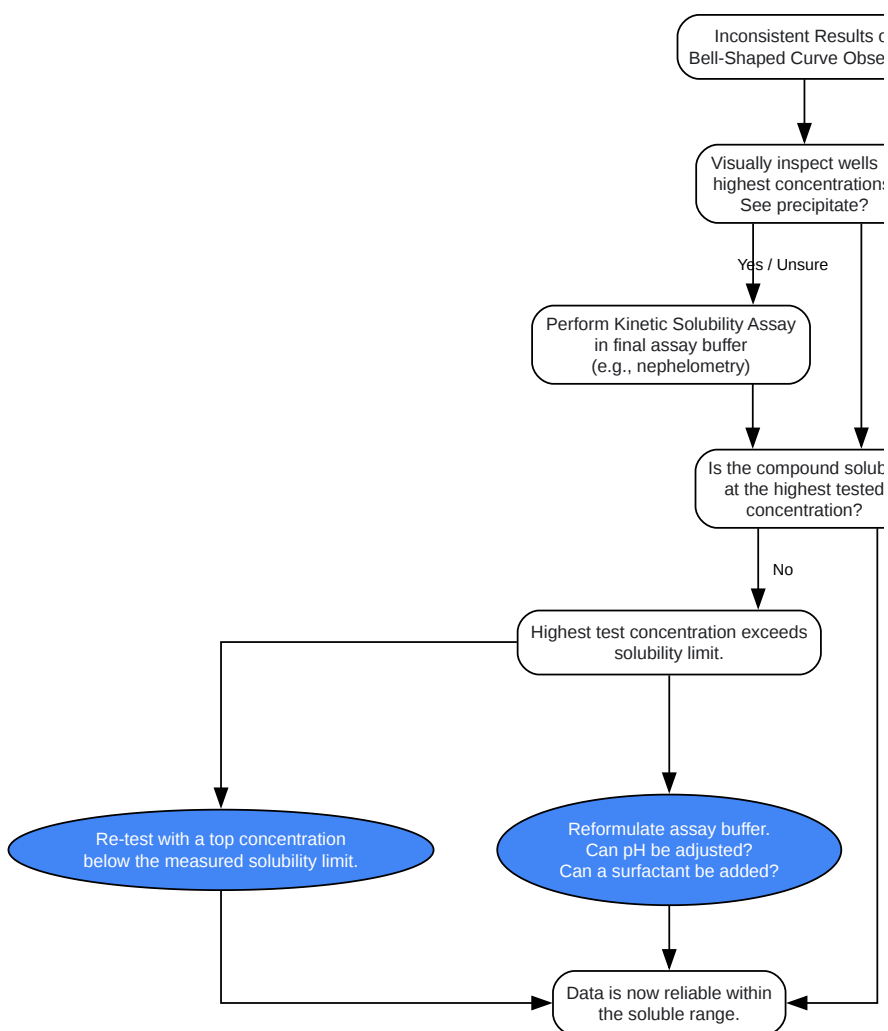 Inconsistent Results
Bell-Shaped Curve
Visually inspect wells
highest concentrations
See precipitate?
Yes / Unsure
Perform Kinetic Solubility Assay
in final assay buffer
(e.g., nephelometry)
Is the compound
at the highest tested
concentration?
No
Highest test concentration exceeds
solubility limit.
Re-test with a top concentration
below the measured solubility limit.
Reformulate assay buffer.
Can pH be adjusted?
Can a surfactant be added?
Data is now reliable within
the soluble range.